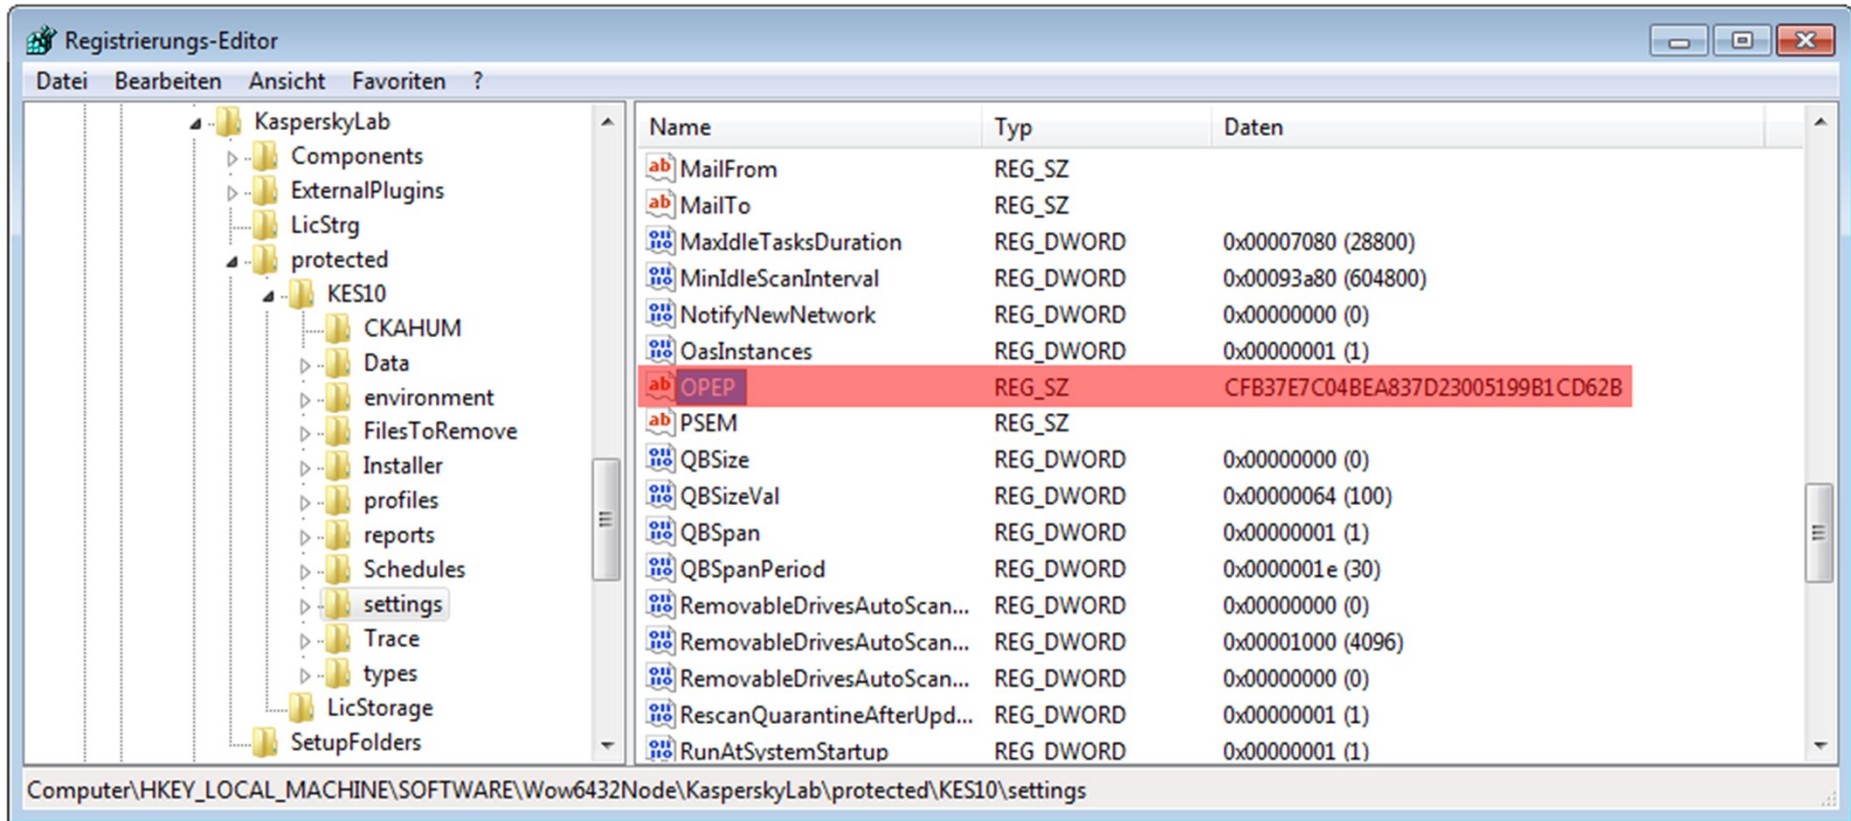 Registrierungs-Editor
Datei Bearbeiten Ansicht Favoriten ?
KasperskyLab
Components
ExternalPlugins
LicStrg
protected
KES10
CKAHUM
Data
environment
FilesToRemove
Installer
profiles
reports
Schedules
settings
Trace
types
LicStorage
SetupFolders
Name Typ Daten
MailFrom REG_SZ
MailTo REG_SZ
MaxIdleTasksDuration REG_DWORD 0x00007080 (28800)
MinIdleScanInterval REG_DWORD 0x00093a80 (604800)
NotifyNewNetwork REG_DWORD 0x00000000 (0)
OasInstances REG_DWORD 0x00000001 (1)
OPEP REG_SZ CFB37E7C04BEA837D23005199B1CD62B
PSEM REG_SZ
QBSize REG_DWORD 0x00000000 (0)
QBSizeVal REG_DWORD 0x00000064 (100)
QBSpan REG_DWORD 0x00000001 (1)
QBSpanPeriod REG_DWORD 0x0000001e (30)
RemovableDrivesAutoScan... REG_DWORD 0x00000000 (0)
RemovableDrivesAutoScan... REG_DWORD 0x00001000 (4096)
RemovableDrivesAutoScan... REG_DWORD 0x00000000 (0)
RescanQuarantineAfterUpd... REG_DWORD 0x00000001 (1)
RunAtSystemStartup REG_DWORD 0x00000001 (1)
Computer\HKEY_LOCAL_MACHINE\SOFTWARE\Wow6432Node\KasperskyLab\protected\KES10\settings